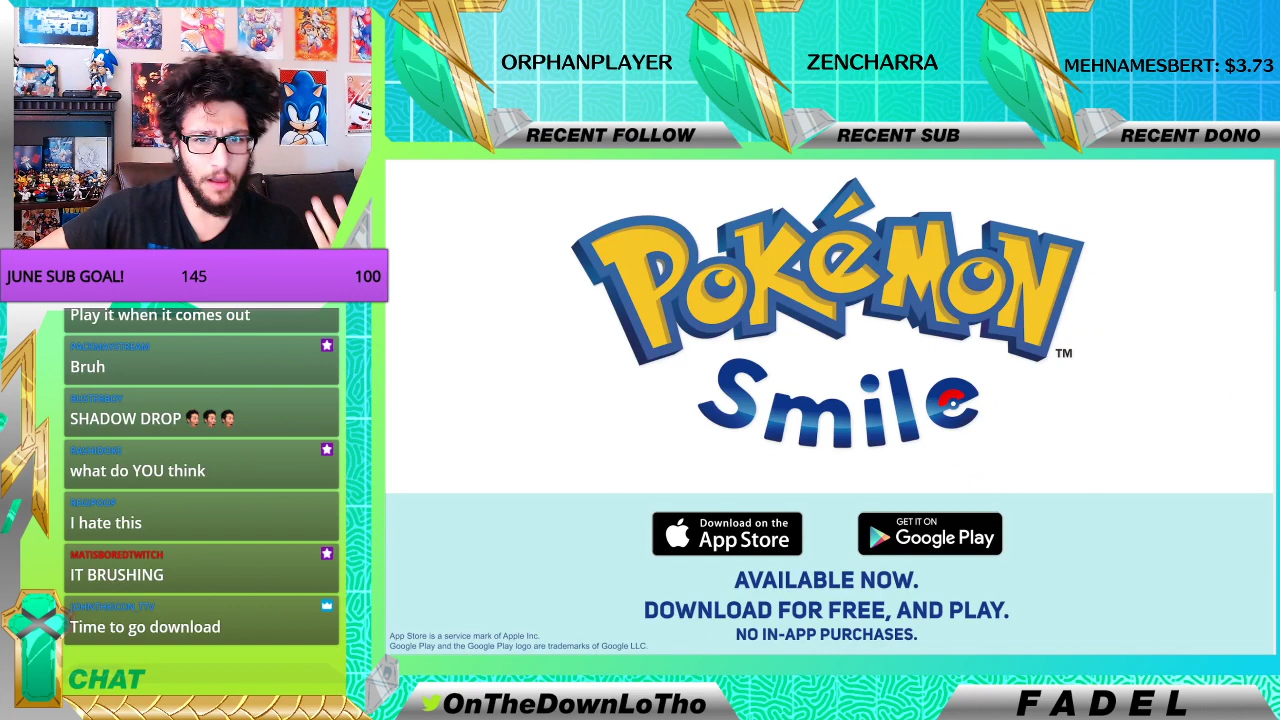 ORPHANPLAYER
ZENCHARRA
MEHNAMESBERT: $3.73
RECENT FOLLOW
RECENT SUB
RECENT DONO
JUNE SUB GOAL! 145 100
Play it when it comes out
Bruh
SHADOW DROP
what do YOU think
I hate this
MATISBOREDTWITCH
IT BRUSHING
Time to go download
CHAT
POKéMON
TM
Smile
Download on the
App Store
GET IT ON
Google Play
AVAILABLE NOW.
DOWNLOAD FOR FREE, AND PLAY.
NO IN-APP PURCHASES.
App Store is a service mark of Apple Inc.
Google Play and the Google Play logo are trademarks of Google LLC.
OnTheDownLoTho
FADEL